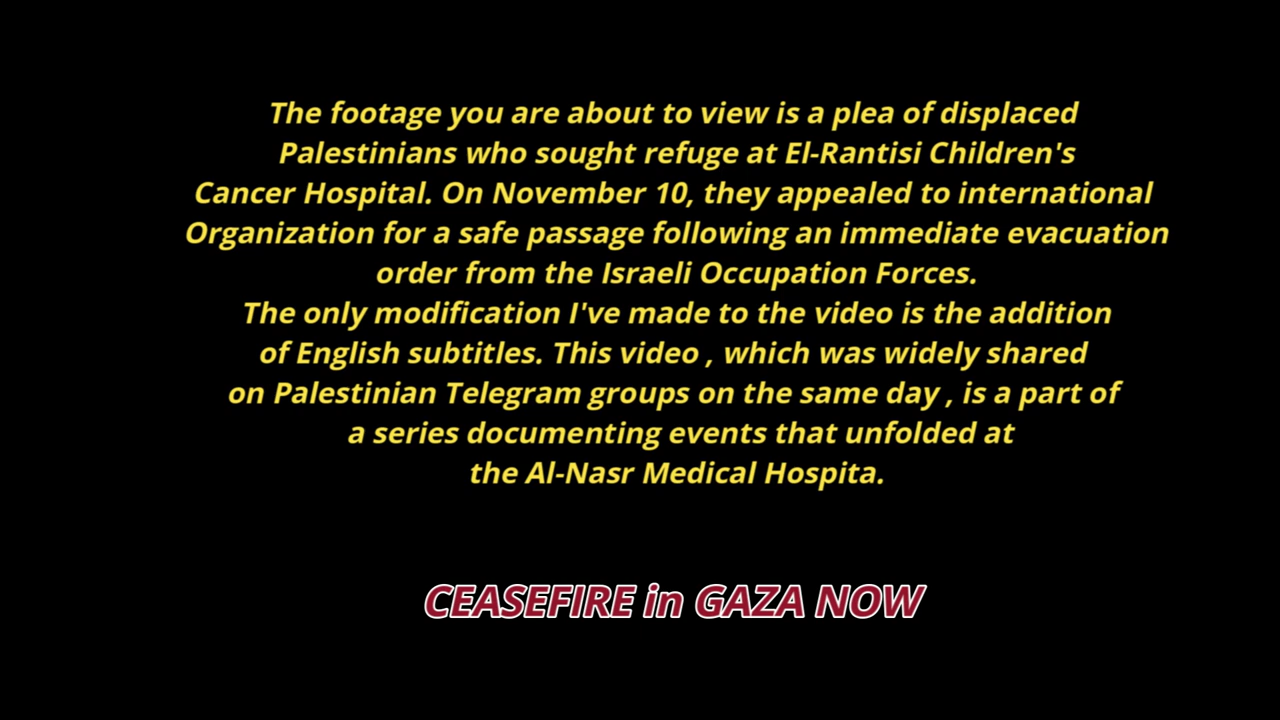 The footage you are about to view is a plea of displaced
Palestinians who sought refuge at El-Rantisi Children's
Cancer Hospital. On November 10, they appealed to international
Organization for a safe passage following an immediate evacuation
order from the Israeli Occupation Forces.
The only modification I've made to the video is the addition
of English subtitles. This video , which was widely shared
on Palestinian Telegram groups on the same day , is a part of
a series documenting events that unfolded at
the Al-Nasr Medical Hospita.
CEASEFIRE in GAZA NOW